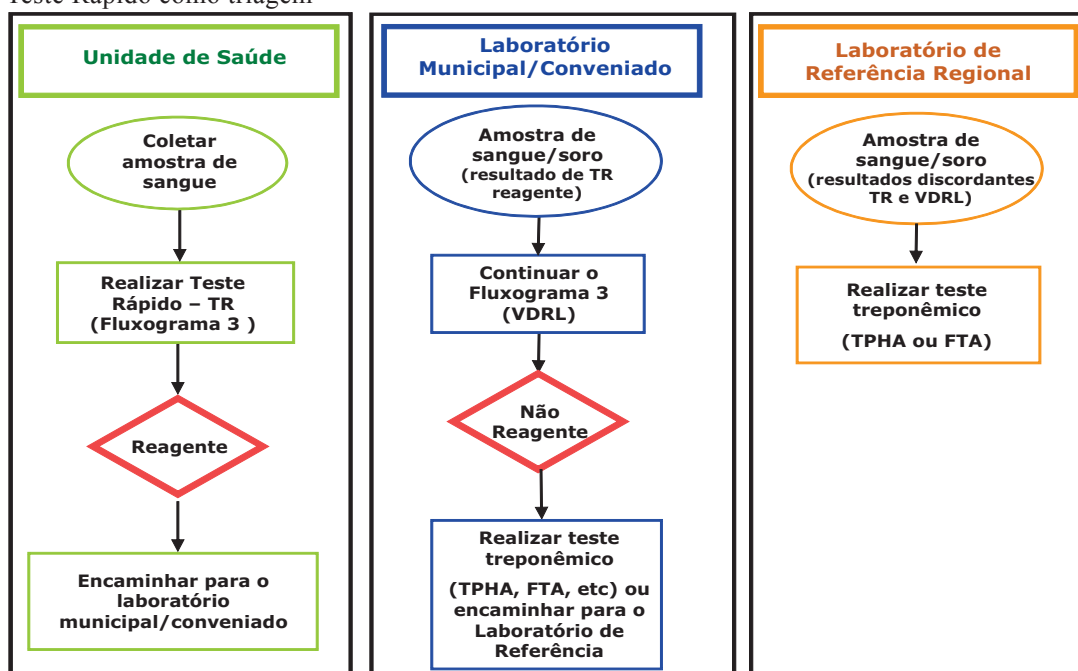 Teste Rápido como triagem
Unidade de Saúde
Coletar
amostra de
sangue
Realizar Teste
Rápido – TR
(Fluxograma 3 )
Reagente
Encaminhar para o
laboratório
municipal/conveniado
Laboratório
Municipal/Conveniado
Amostra de
sangue/soro
(resultado de TR
reagente)
Continuar o
Fluxograma 3
(VDRL)
Não
Reagente
Realizar teste
treponêmico
(TPHA, FTA, etc) ou
encaminhar para o
Laboratório de
Referência
Laboratório de
Referência Regional
Amostra de
sangue/soro
(resultados discordantes
TR e VDRL)
Realizar teste
treponêmico
(TPHA ou FTA)